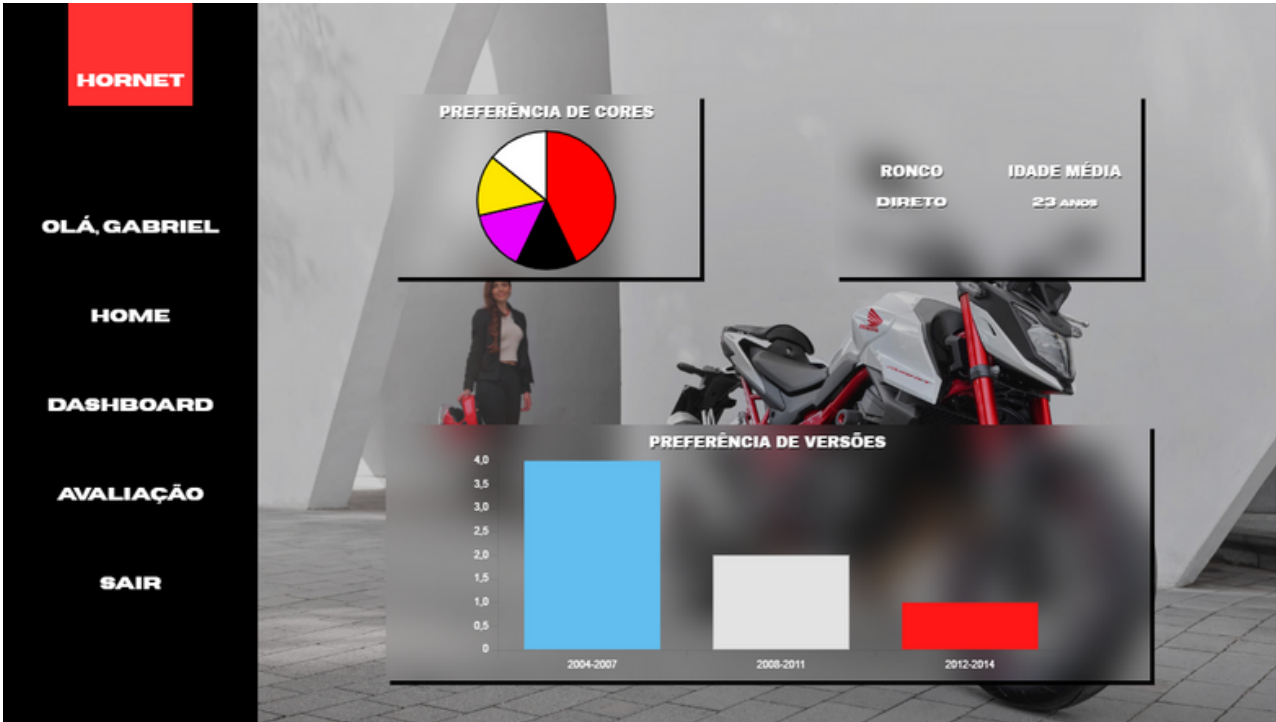 HORNET
OLÁ, GABRIEL
HOME
DASHBOARD
AVALIAÇÃO
SAIR
PREFERÊNCIA DE CORES
RONCO IDADE MÉDIA
DIRETO 23 ANOS
PREFERÊNCIA DE VERSÕES
4,0
3,5
3,0
2,5
2,0
1,5
1,0
0,5
0
2004-2007 2008-2011 2012-2014